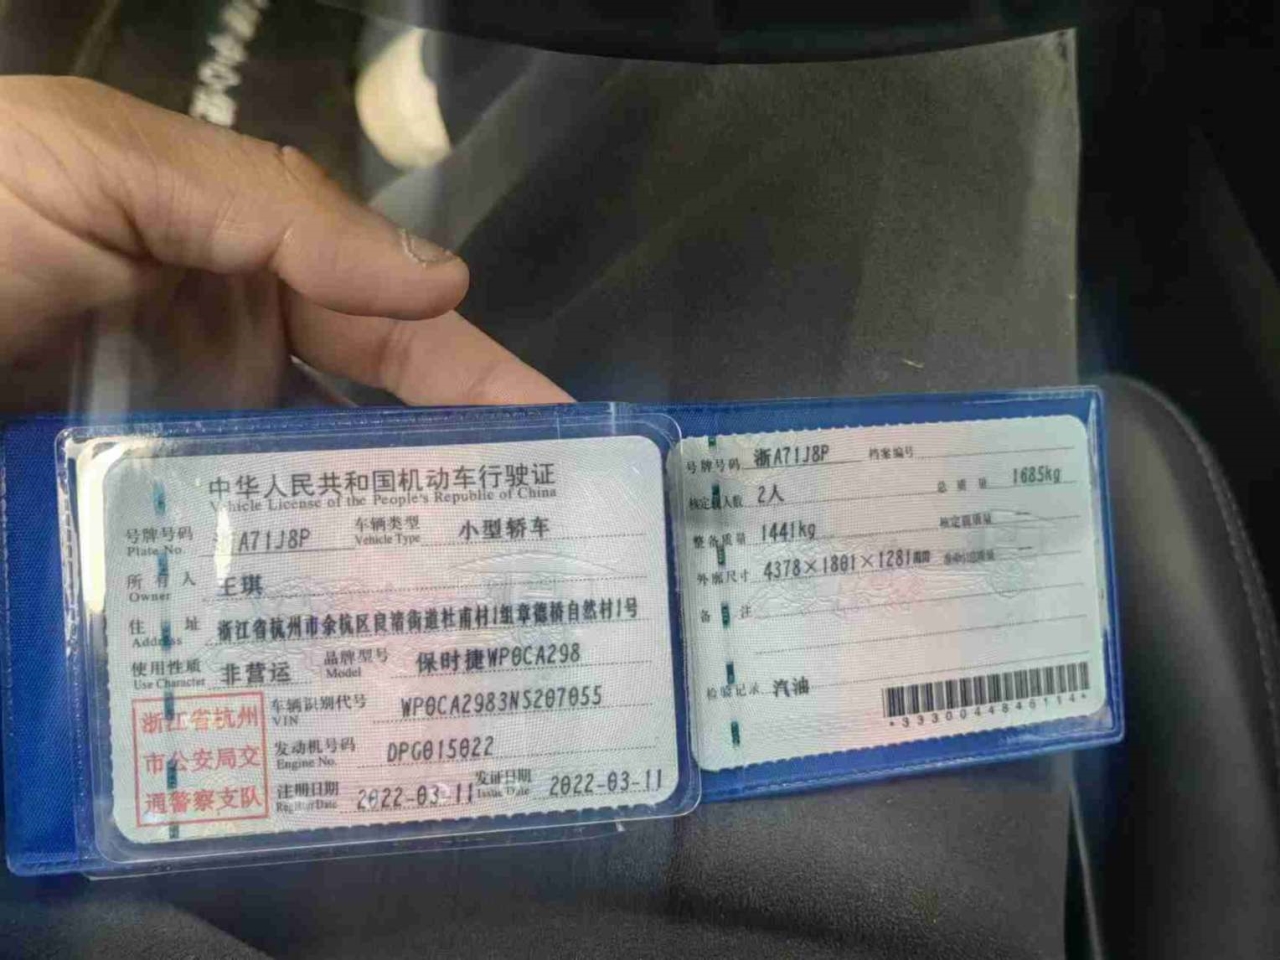 中华人民共和国机动车行驶证
Vehicle License of the People's Republic of China
号牌号码 A71J8P 车辆类型 小型轿车
Plate No. Vehicle Type
所有人 王琪
Owner
住址 浙江省杭州市余杭区良渚街道杜甫村1组章德桥自然村1号
Address
使用性质 非营运 品牌型号 保时捷WP0CA298
Use Character Model
浙江省杭州
市公安局交
通警察支队
车辆识别代号 WP0CA2983NS207055
VIN
发动机号码 DPG015022
Engine No.
注册日期 2022-03-11 发证日期 2022-03-11
Register Date Issue Date
号牌号码 浙A71J8P 档案编号
核定载人数 2人 总质量 1685kg
整备质量 1441kg 核定载质量 —
外廓尺寸 4378×1801×1281 —
备注
检验记录 汽油